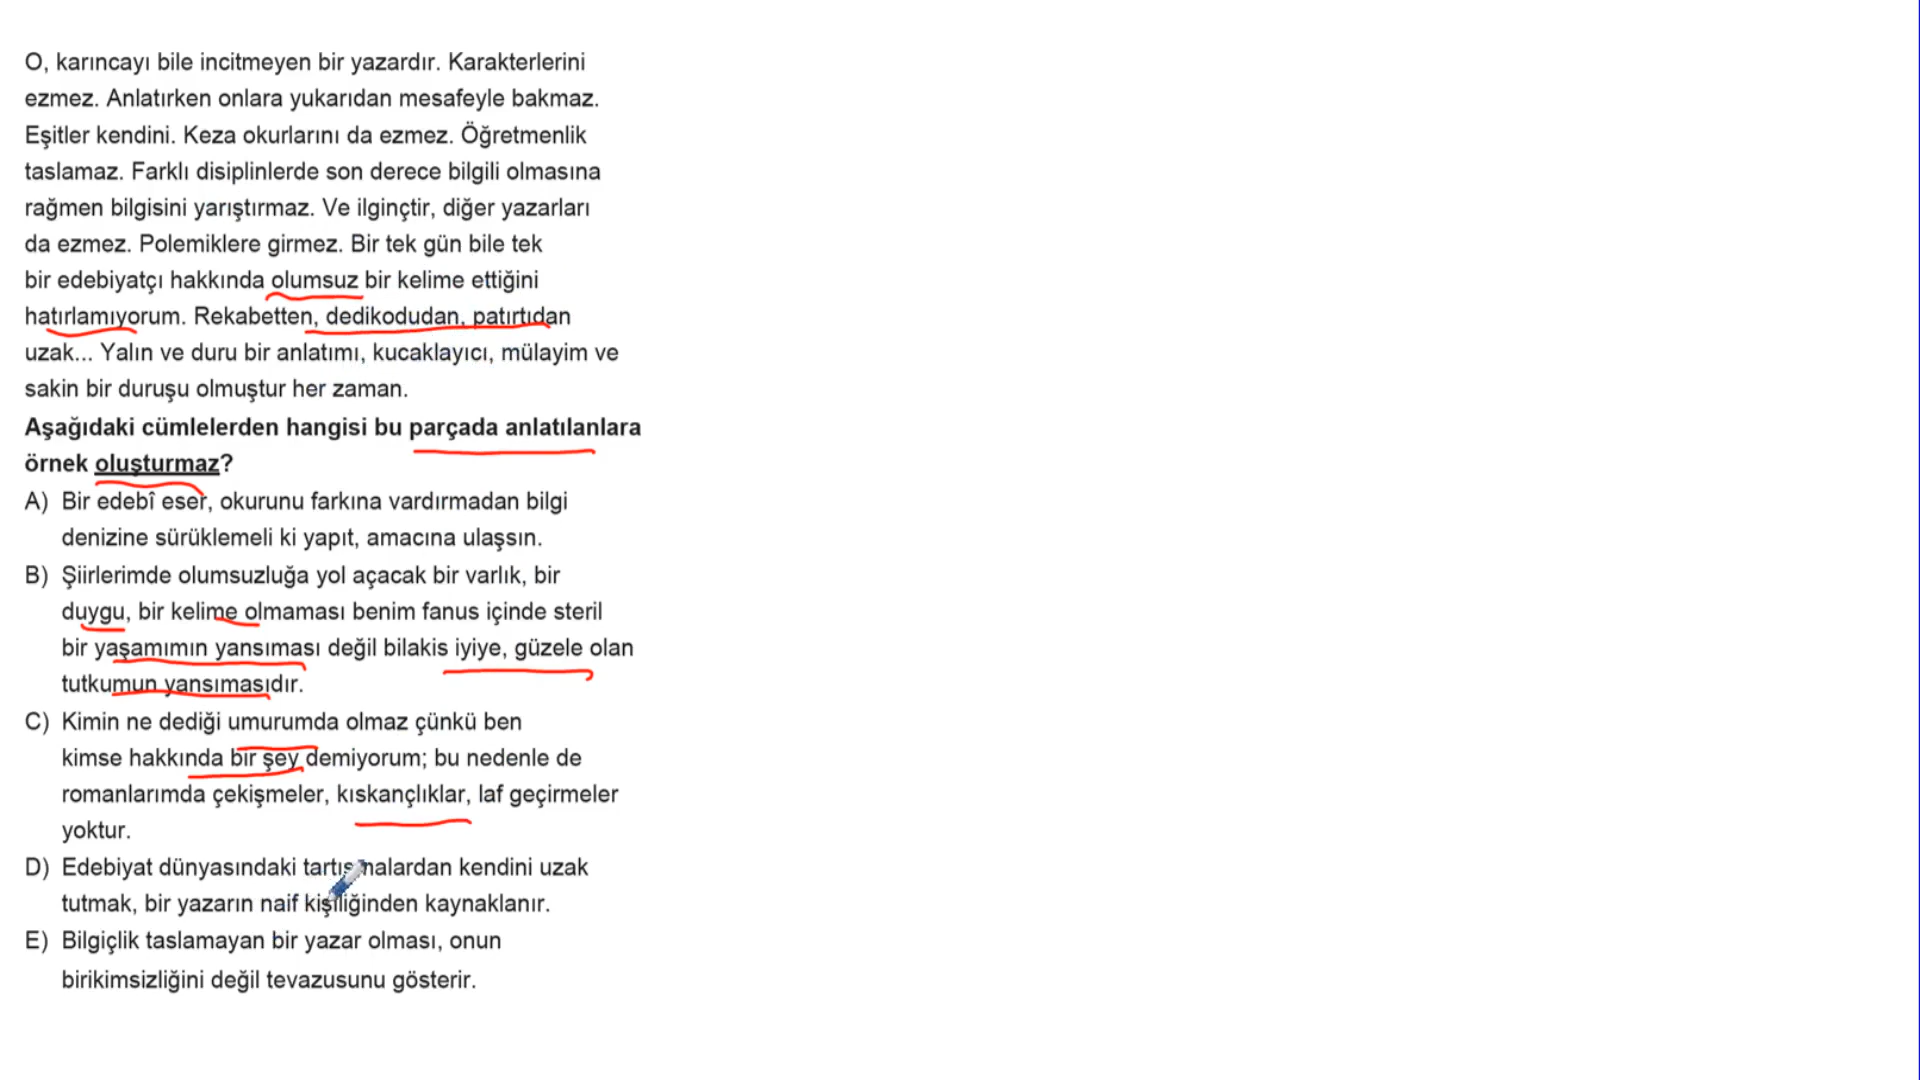 O, karıncayı bile incitmeyen bir yazardır. Karakterlerini
ezmez. Anlatırken onlara yukarıdan mesafeyle bakmaz.
Eşitler kendini. Keza okurlarını da ezmez. Öğretmenlik
taslamaz. Farklı disiplinlerde son derece bilgili olmasına
rağmen bilgisini yarıştırmaz. Ve ilginçtir, diğer yazarları
da ezmez. Polemiklere girmez. Bir tek gün bile tek
bir edebiyatçı hakkında olumsuz bir kelime ettiğini
hatırlamıyorum. Rekabetten, dedikodudan, patırtıdan
uzak... Yalın ve duru bir anlatımı, kucaklayıcı, mülayim ve
sakin bir duruşu olmuştur her zaman.
Aşağıdaki cümlelerden hangisi bu parçada anlatılanlara
örnek oluşturmaz?
A) Bir edebî eser, okurunu farkına vardırmadan bilgi
denizine sürüklemeli ki yapıt, amacına ulaşsın.
B) Şiirlerimde olumsuzluğa yol açacak bir varlık, bir
duygu, bir kelime olmaması benim fanus içinde steril
bir yaşamımın yansıması değil bilakis iyiye, güzele olan
tutkumun yansımasıdır.
C) Kimin ne dediği umurumda olmaz çünkü ben
kimse hakkında bir şey demiyorum; bu nedenle de
romanlarımda çekişmeler, kıskançlıklar, laf geçirmeler
yoktur.
D) Edebiyat dünyasındaki tartışmalardan kendini uzak
tutmak, bir yazarın naif kişiliğinden kaynaklanır.
E) Bilgiçlik taslamayan bir yazar olması, onun
birikimsizliğini değil tevazusunu gösterir.